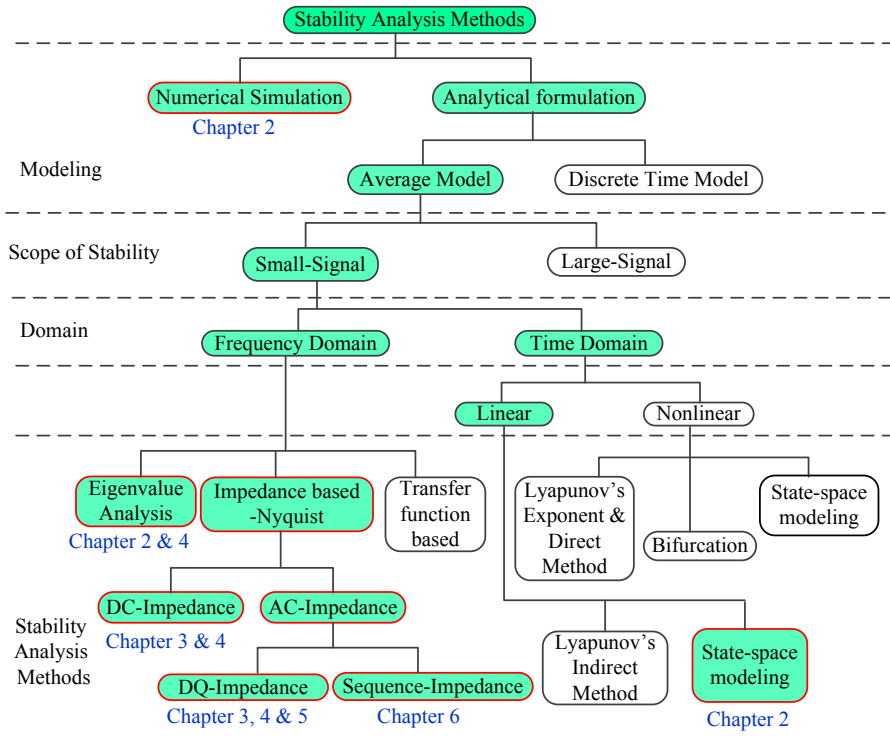 Stability Analysis Methods
Numerical Simulation
Analytical formulation
Chapter 2
Modeling
Average Model
Discrete Time Model
Scope of Stability
Small-Signal
Large-Signal
Domain
Frequency Domain
Time Domain
Linear
Nonlinear
Eigenvalue
Analysis
Chapter 2 & 4
Impedance based
-Nyquist
Transfer
function
based
Lyapunov's
Exponent &
Direct
Method
Bifurcation
State-space
modeling
DC-Impedance
Chapter 3 & 4
AC-Impedance
Stability
Analysis
Methods
DQ-Impedance
Chapter 3, 4 & 5
Sequence-Impedance
Chapter 6
Lyapunov's
Indirect
Method
State-space
modeling
Chapter 2